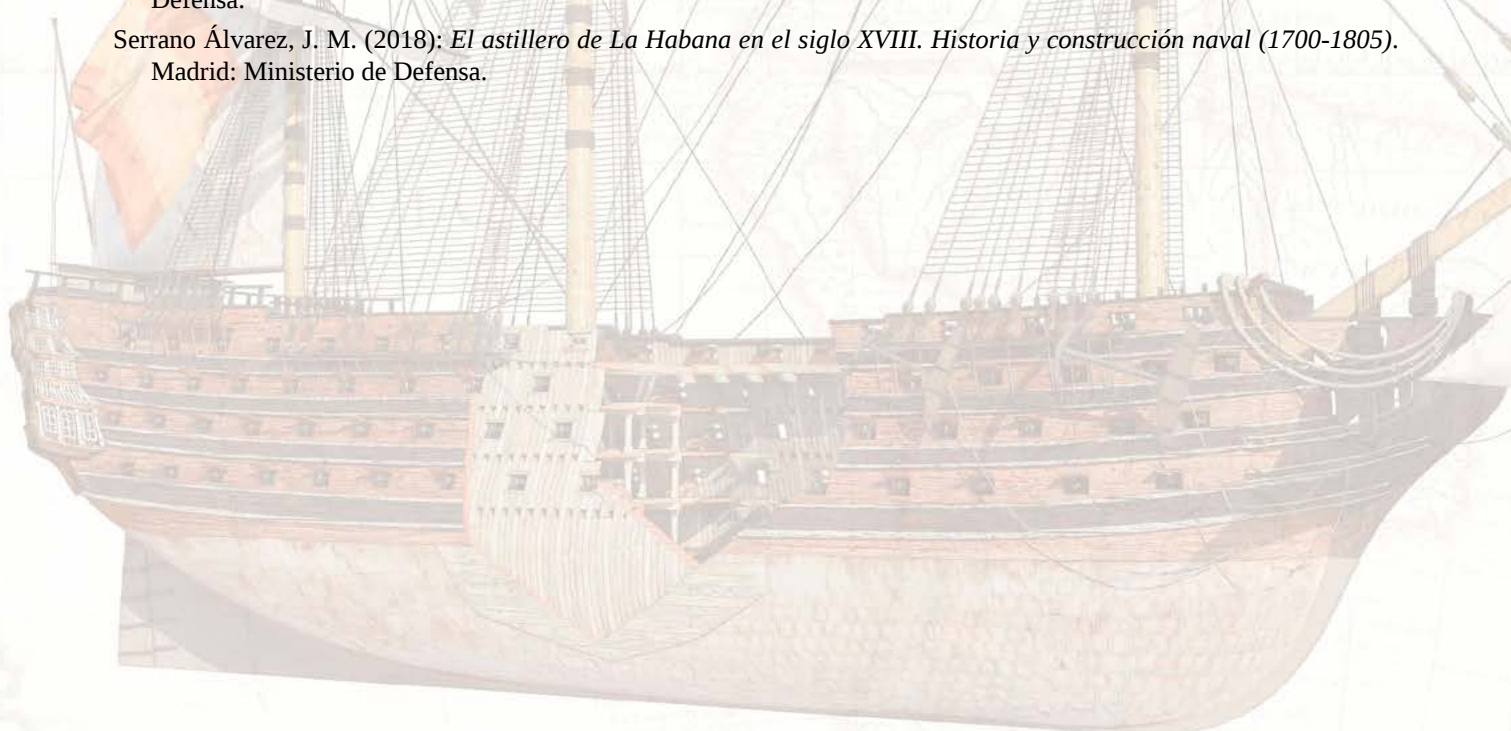 Defensa.
Serrano Álvarez, J. M. (2018): El astillero de La Habana en el siglo XVIII. Historia y construcción naval (1700-1805).
Madrid: Ministerio de Defensa.